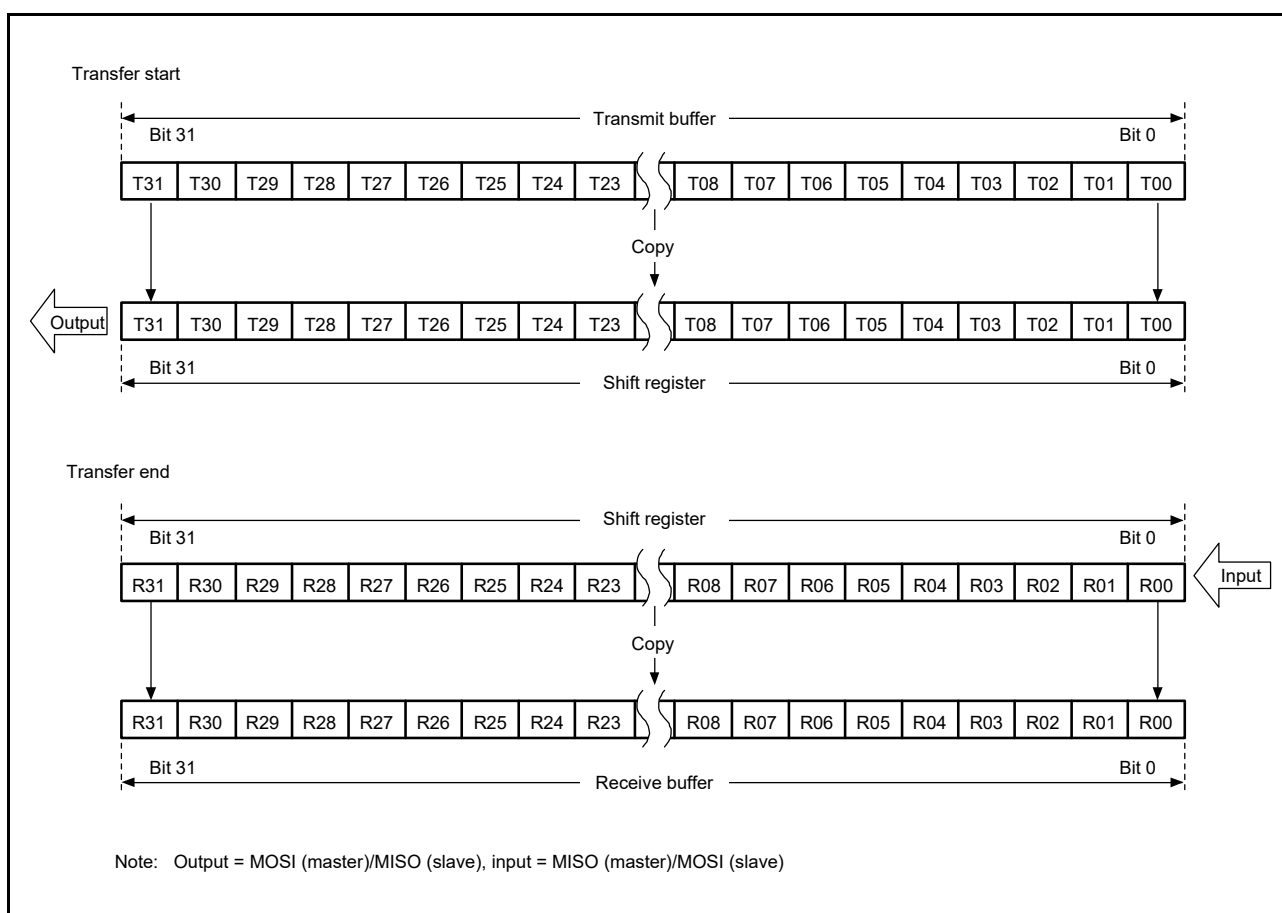 Transfer start
Transmit buffer
Bit 31 Bit 0
T31 T30 T29 T28 T27 T26 T25 T24 T23 T08 T07 T06 T05 T04 T03 T02 T01 T00
Copy
Output T31 T30 T29 T28 T27 T26 T25 T24 T23 T08 T07 T06 T05 T04 T03 T02 T01 T00
Bit 31 Bit 0
Shift register
Transfer end
Shift register
Bit 31 Bit 0
R31 R30 R29 R28 R27 R26 R25 R24 R23 R08 R07 R06 R05 R04 R03 R02 R01 R00 Input
Copy
R31 R30 R29 R28 R27 R26 R25 R24 R23 R08 R07 R06 R05 R04 R03 R02 R01 R00
Bit 31 Bit 0
Receive buffer
Note: Output = MOSI (master)/MISO (slave), input = MISO (master)/MOSI (slave)